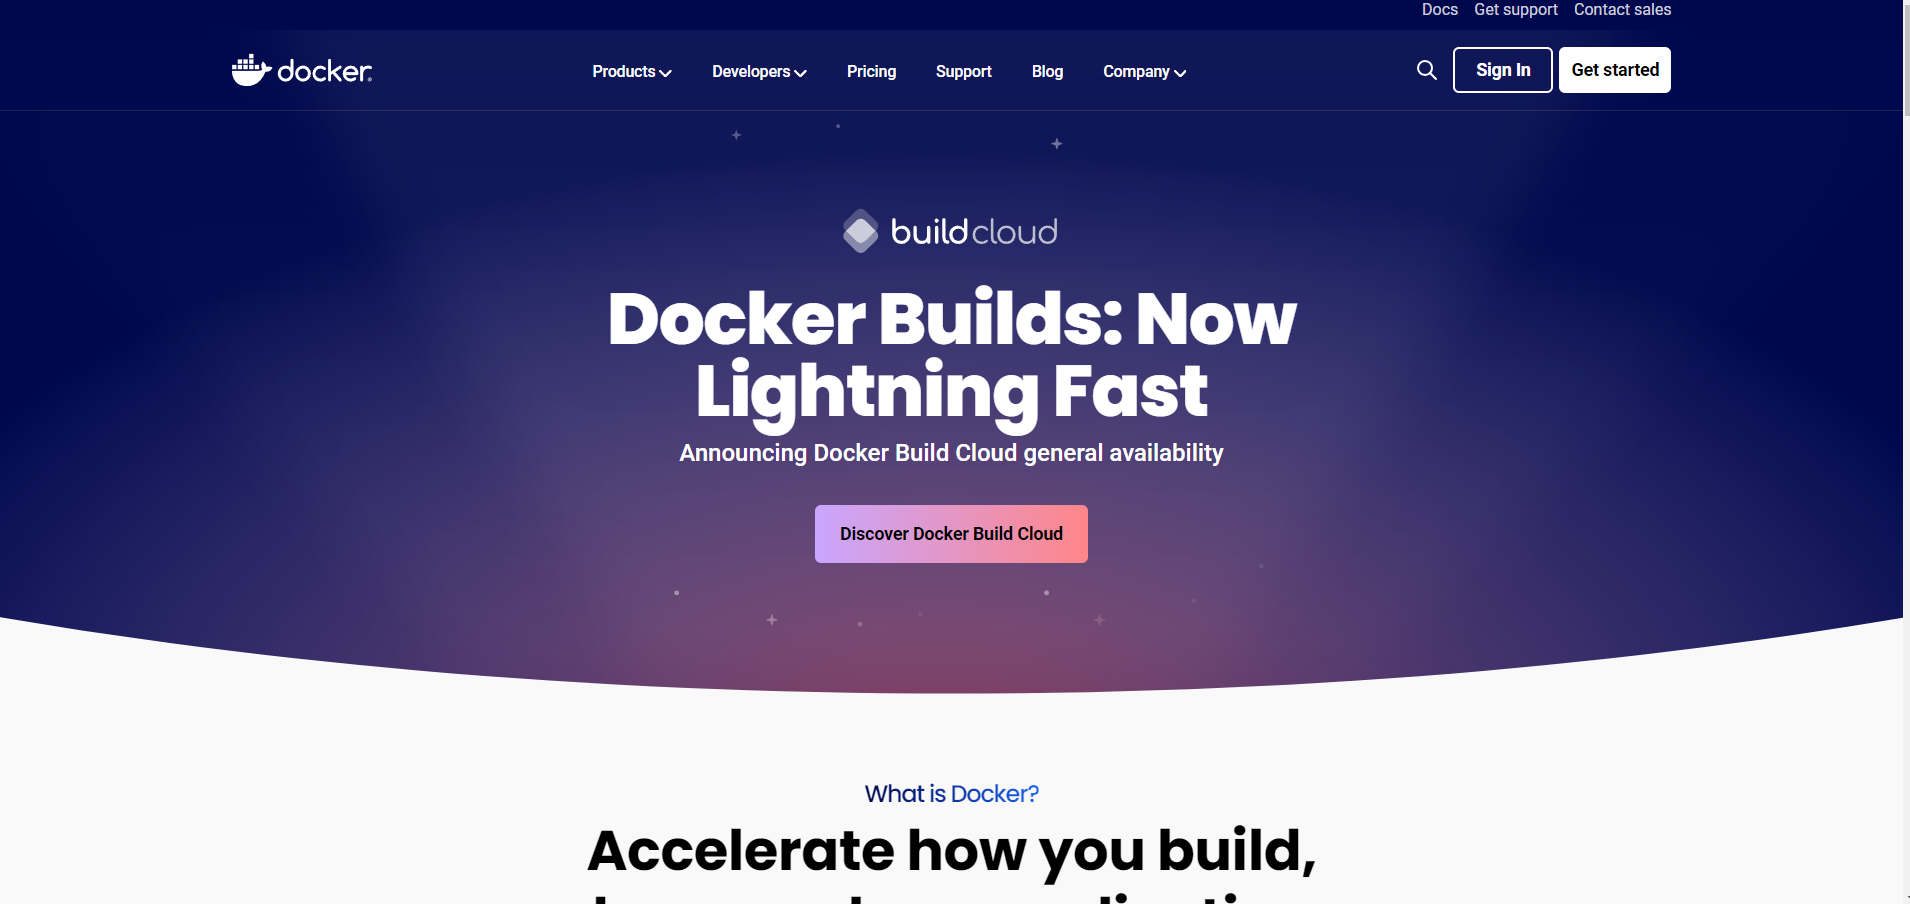 Docs Get support Contact sales
docker
Products Developers Pricing Support Blog Company Sign In Get started
build cloud
Docker Builds: Now
Lightning Fast
Announcing Docker Build Cloud general availability
Discover Docker Build Cloud
What is Docker?
Accelerate how you build,